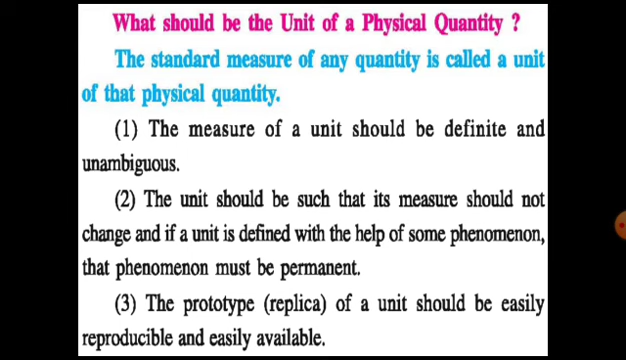 What should be the Unit of a Physical Quantity ?
The standard measure of any quantity is called a unit
of that physical quantity.
(1) The measure of a unit should be definite and
unambiguous.
(2) The unit should be such that its measure should not
change and if a unit is defined with the help of some phenomenon,
that phenomenon must be permanent.
(3) The prototype (replica) of a unit should be easily
reproducible and easily available.